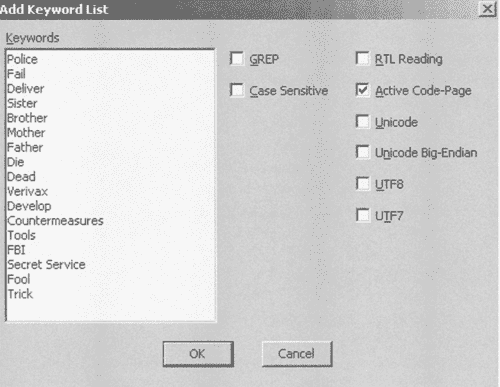 Add Keyword List
Keywords
Police
Fail
Deliver
Sister
Brother
Mother
Father
Die
Dead
Verivax
Develop
Countermeasures
Tools
FBI
Secret Service
Fool
Trick
GREP
Case Sensitive
RTL Reading
Active Code-Page
Unicode
Unicode Big-Endian
UTF8
UTF7
OK
Cancel